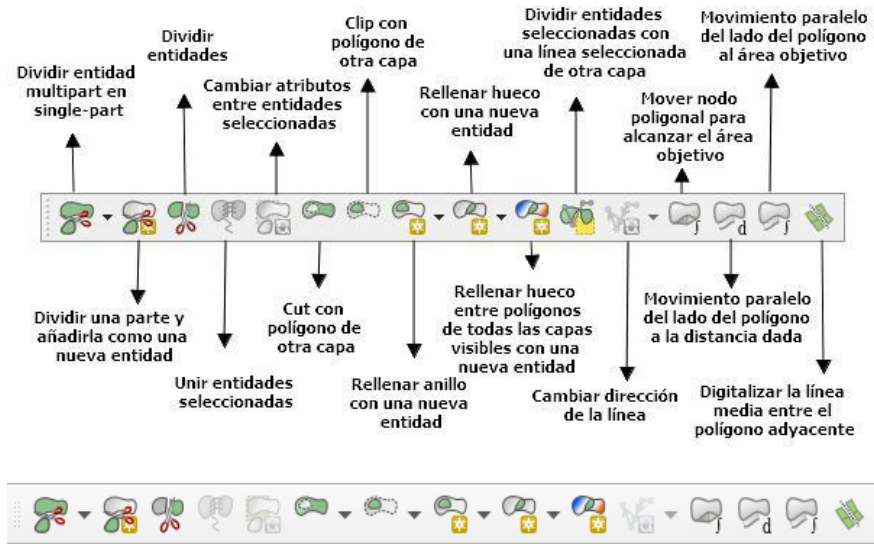 Dividir entidad
multipart en
single-part
Dividir
entidades
Cambiar atributos
entre entidades
seleccionadas
Clip con
polígono de
otra capa
Rellenar hueco
con una nueva
entidad
Dividir entidades
seleccionadas con
una línea seleccionada
de otra capa
Mover nodo
poligonal para
alcanzar el área
objetivo
Movimiento paralelo
del lado del polígono
al área objetivo
f
d
f
Dividir una parte y
añadirla como una
nueva entidad
Unir entidades
seleccionadas
Cut con
polígono de
otra capa
Rellenar anillo
con una nueva
entidad
Rellenar hueco
entre polígonos
de todas las capas
visibles con una
nueva entidad
Cambiar dirección
de la línea
Movimiento paralelo
del lado del polígono
a la distancia dada
Digitalizar la línea
media entre el
polígono adyacente
f
d
f